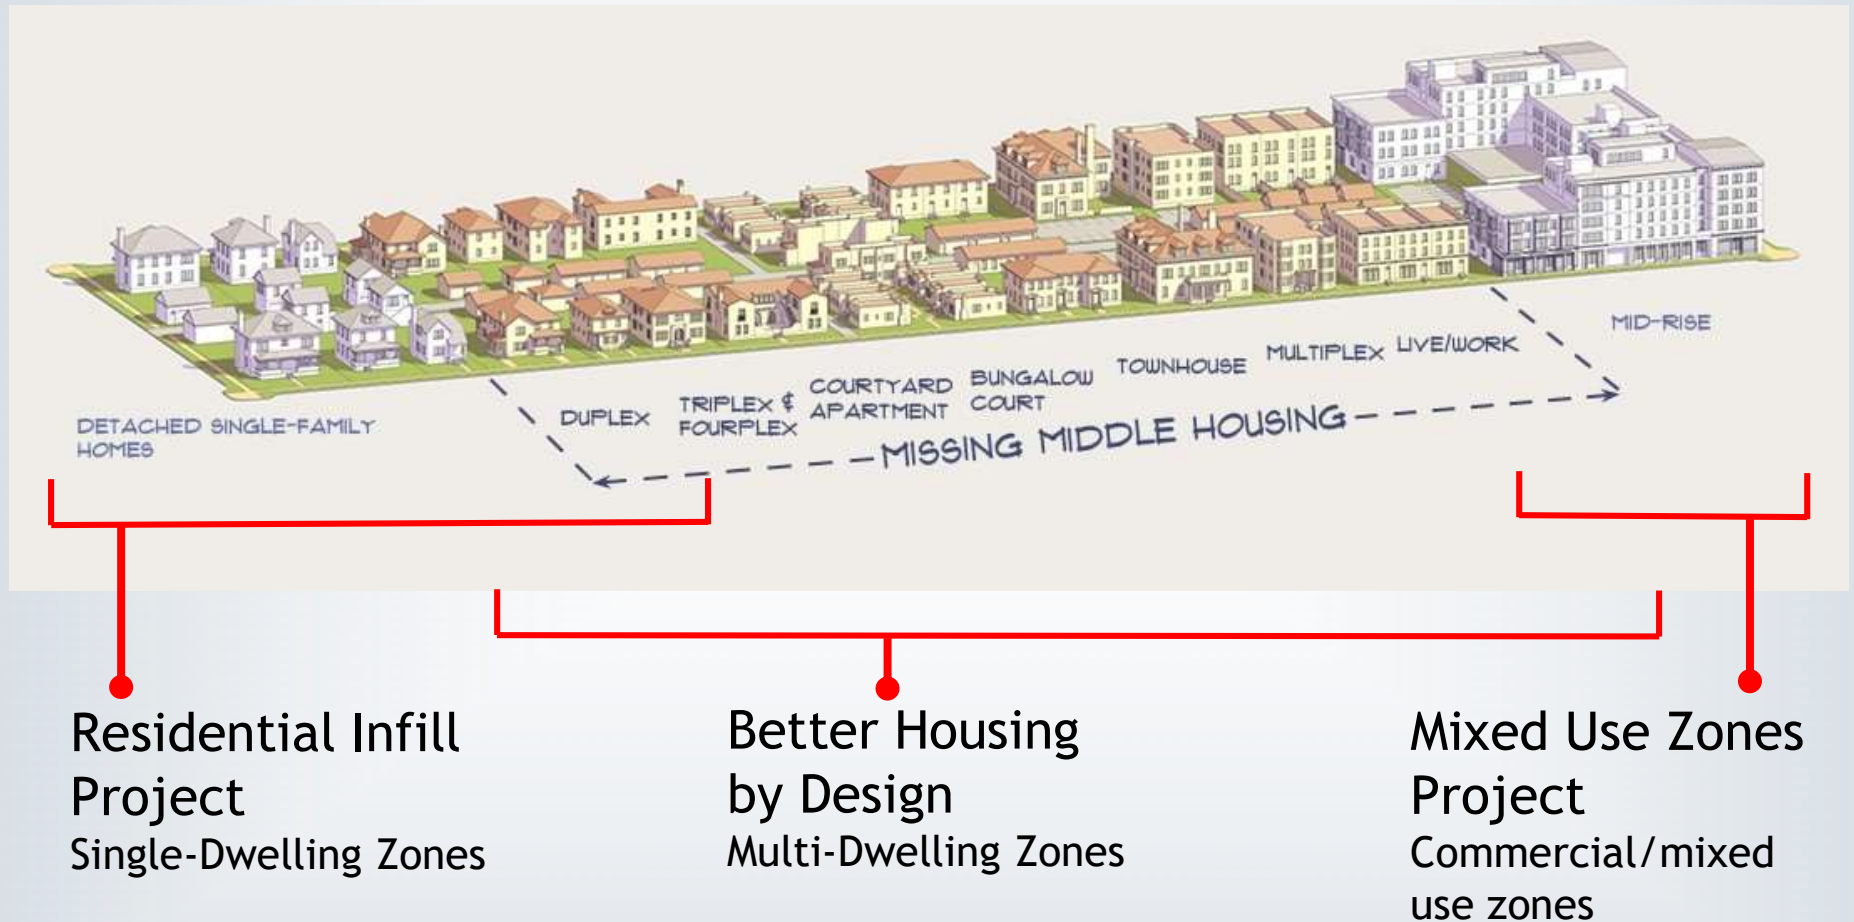 DETACHED SINGLE-FAMILY
HOMES
DUPLEX
TRIPLEX &
FOURPLEX
COURTYARD
APARTMENT
BUNGALOW
COURT
TOWNHOUSE
MULTIPLEX
LIVE/WORK
MID-RISE
MISSING MIDDLE HOUSING
Residential Infill
Project
Single-Dwelling Zones
Better Housing
by Design
Multi-Dwelling Zones
Mixed Use Zones
Project
Commercial/mixed
use zones